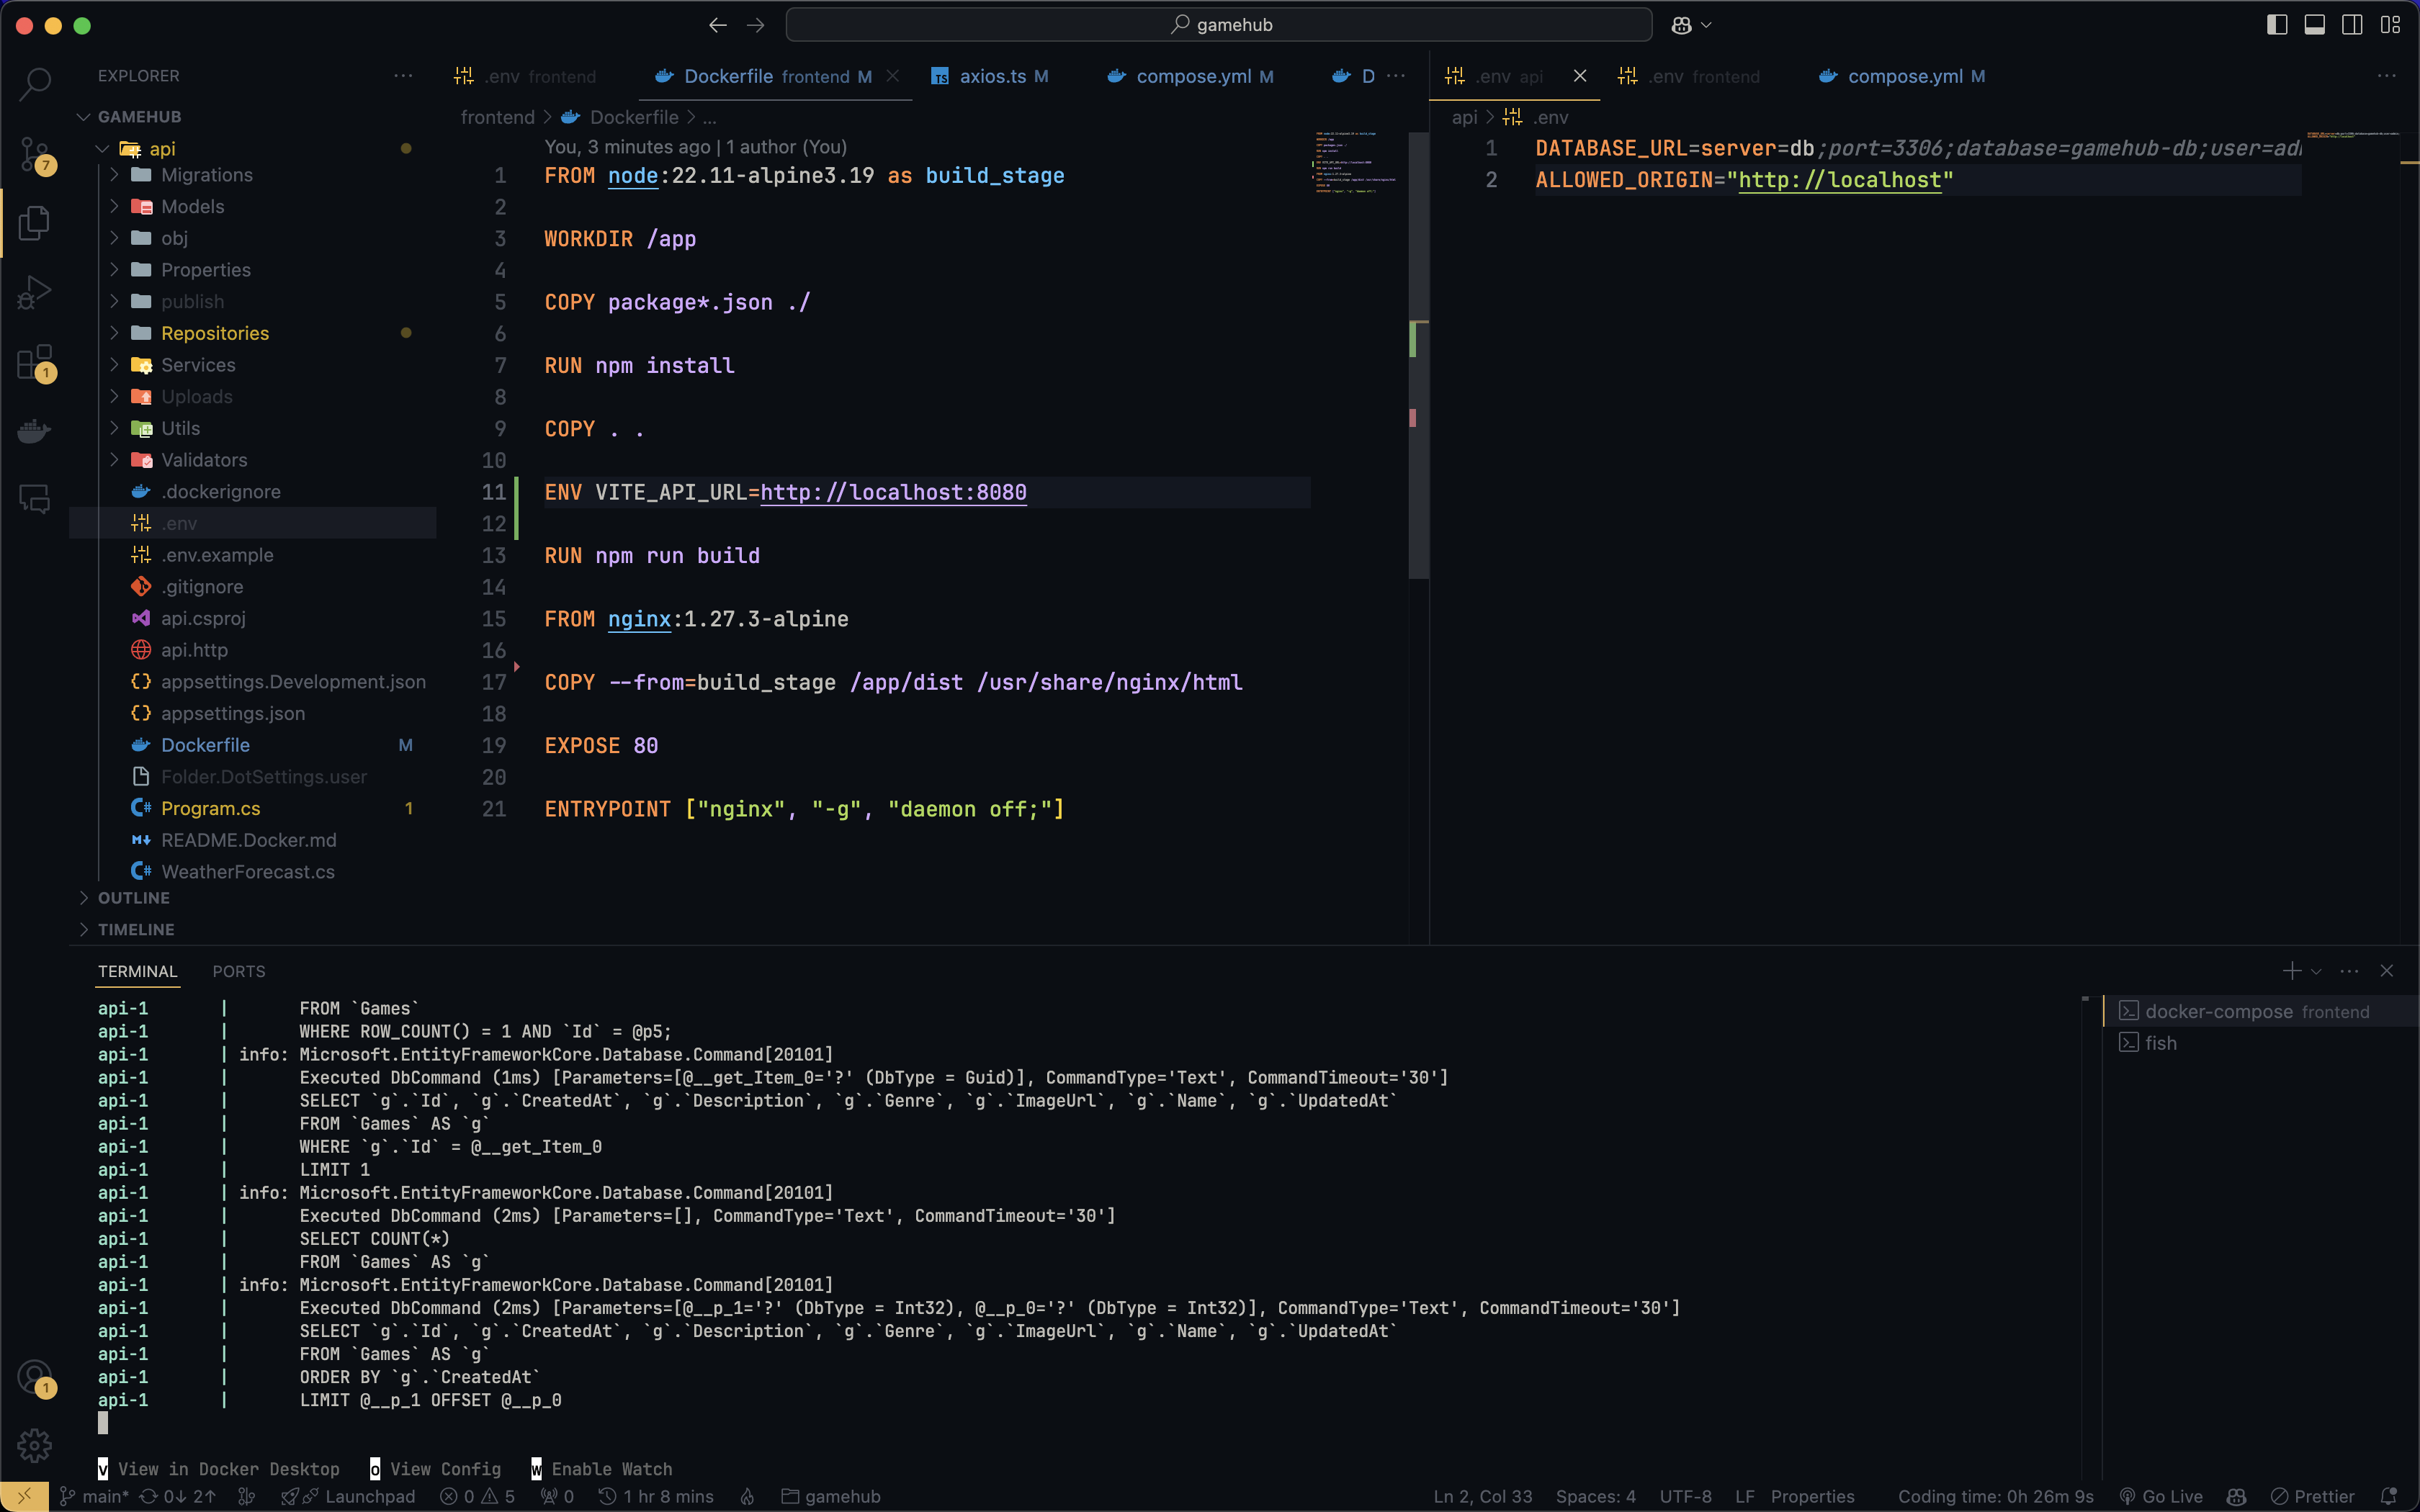 gamehub
EXPLORER
GAMEHUB
api
Migrations
Models
obj
Properties
publish
Repositories
Services
Uploads
Utils
Validators
.dockerignore
.env
.env.example
.gitignore
api.csproj
api.http
appsettings.Development.json
appsettings.json
Dockerfile M
Folder.DotSettings.user
Program.cs 1
README.Docker.md
WeatherForecast.cs
OUTLINE
TIMELINE
7
1
1
.env frontend
Dockerfile frontend M
axios.ts M
compose.yml M
D
frontend > Dockerfile > ...
You, 3 minutes ago | 1 author (You)
1 FROM node:22.11-alpine3.19 as build_stage
2
3 WORKDIR /app
4
5 COPY package*.json ./
6
7 RUN npm install
8
9 COPY . .
10
11 ENV VITE_API_URL=http://localhost:8080
12
13 RUN npm run build
14
15 FROM nginx:1.27.3-alpine
16
17 COPY --from=build_stage /app/dist /usr/share/nginx/html
18
19 EXPOSE 80
20
21 ENTRYPOINT ["nginx", "-g", "daemon off;"]
.env api
.env frontend
compose.yml M
api > .env
1 DATABASE_URL=server=db;port=3306;database=gamehub-db;user=ad
2 ALLOWED_ORIGIN="http://localhost"
TERMINAL
PORTS
api-1 | FROM `Games`
api-1 | WHERE ROW_COUNT() = 1 AND `Id` = @p5;
api-1 | info: Microsoft.EntityFrameworkCore.Database.Command[20101]
api-1 | Executed DbCommand (1ms) [Parameters=[@__get_Item_0='?' (DbType = Guid)], CommandType='Text', CommandTimeout='30']
api-1 | SELECT `g`.`Id`, `g`.`CreatedAt`, `g`.`Description`, `g`.`Genre`, `g`.`ImageUrl`, `g`.`Name`, `g`.`UpdatedAt`
api-1 | FROM `Games` AS `g`
api-1 | WHERE `g`.`Id` = @__get_Item_0
api-1 | LIMIT 1
api-1 | info: Microsoft.EntityFrameworkCore.Database.Command[20101]
api-1 | Executed DbCommand (2ms) [Parameters=[], CommandType='Text', CommandTimeout='30']
api-1 | SELECT COUNT(*)
api-1 | FROM `Games` AS `g`
api-1 | info: Microsoft.EntityFrameworkCore.Database.Command[20101]
api-1 | Executed DbCommand (2ms) [Parameters=[@__p_1='?' (DbType = Int32), @__p_0='?' (DbType = Int32)], CommandType='Text', CommandTimeout='30']
api-1 | SELECT `g`.`Id`, `g`.`CreatedAt`, `g`.`Description`, `g`.`Genre`, `g`.`ImageUrl`, `g`.`Name`, `g`.`UpdatedAt`
api-1 | FROM `Games` AS `g`
api-1 | ORDER BY `g`.`CreatedAt`
api-1 | LIMIT @__p_1 OFFSET @__p_0
v View in Docker Desktop o View Config w Enable Watch
docker-compose frontend
fish
main* 0↓ 2↑ Launchpad 0 5 0 1 hr 8 mins gamehub
Ln 2, Col 33 Spaces: 4 UTF-8 LF Properties Coding time: 0h 26m 9s Go Live Prettier